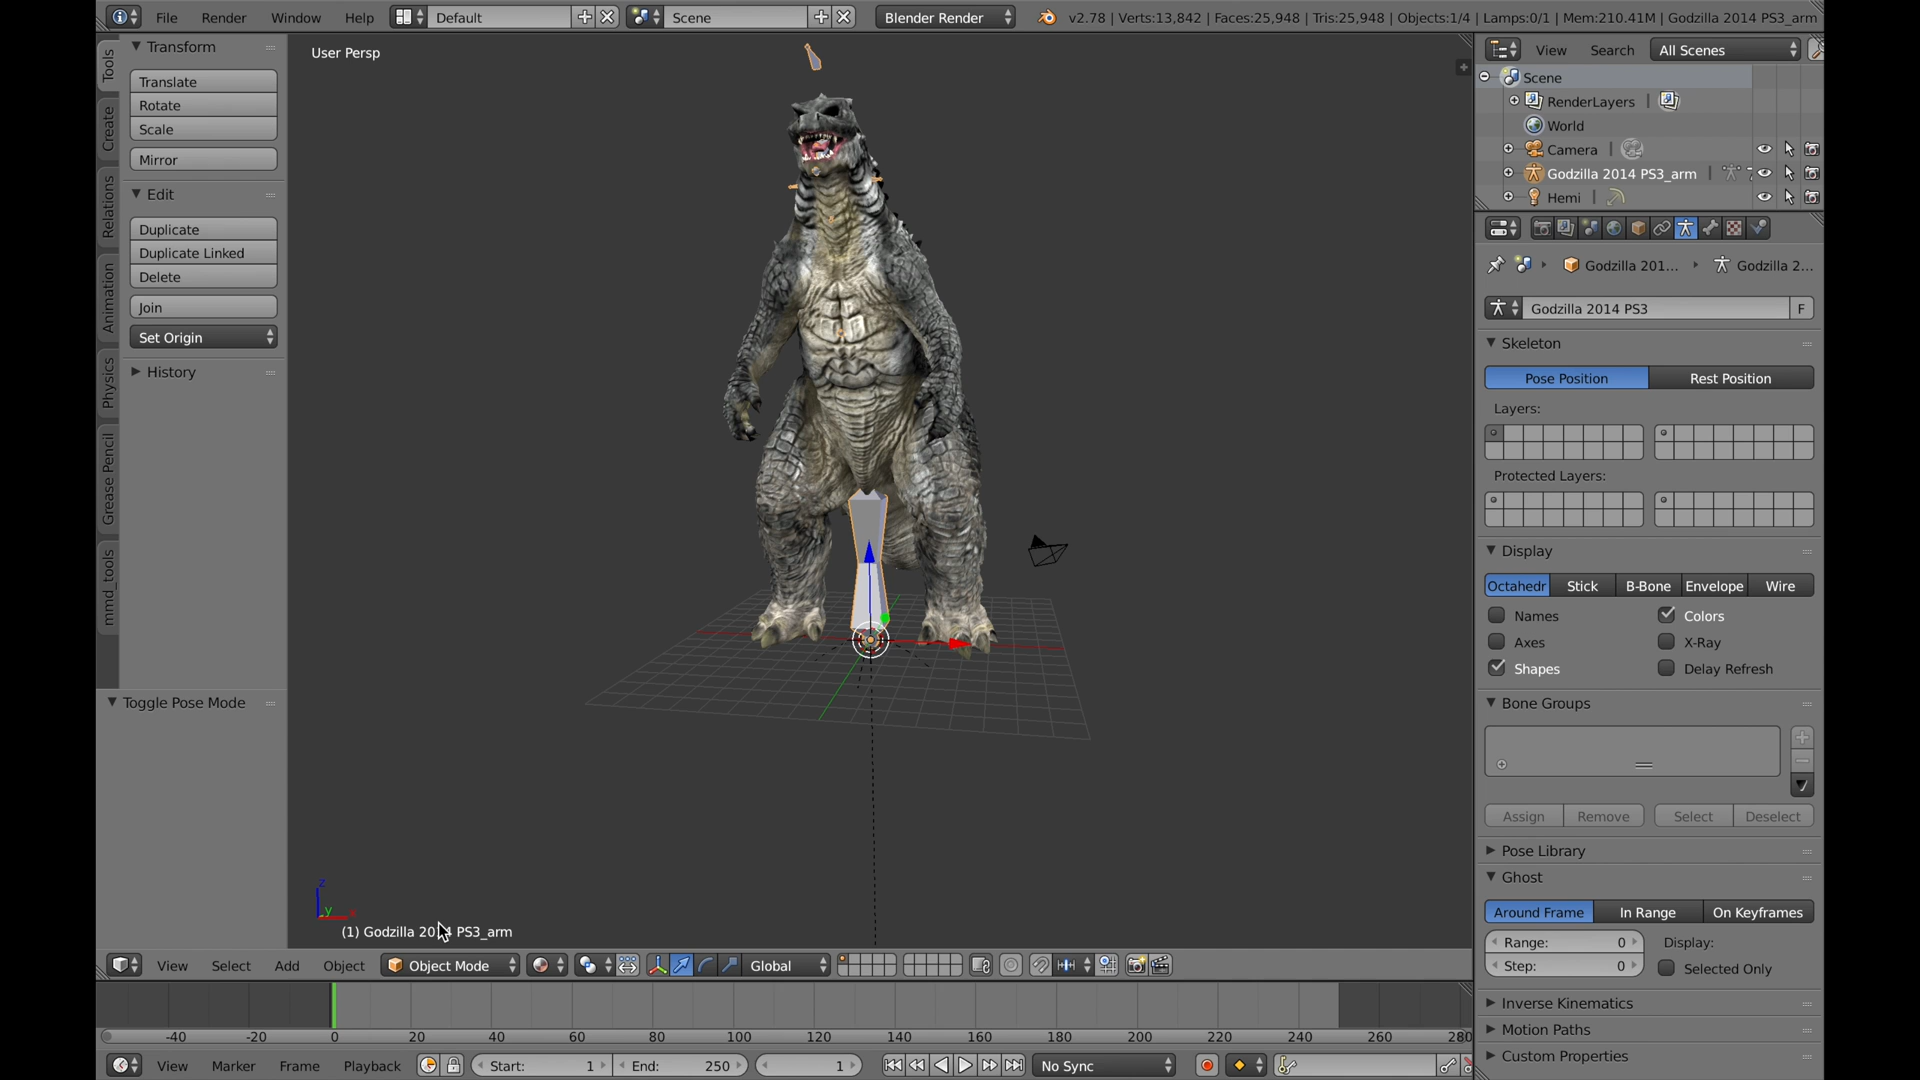 File Render Window Help Default Scene Blender Render v2.78 | Verts:13,842 | Faces:25,948 | Tris:25,948 | Objects:1/4 | Lamps:0/1 | Mem:210.41M | Godzilla 2014 PS3_arm
Tools
Create
Relations
Animation
Physics
Grease Pencil
mmd_tools
Transform
Translate
Rotate
Scale
Mirror
Edit
Duplicate
Duplicate Linked
Delete
Join
Set Origin
History
Toggle Pose Mode
User Persp
z
y
x
(1) Godzilla 2014 PS3_arm
View Search All Scenes
Scene
RenderLayers |
World
Camera |
Godzilla 2014 PS3_arm |
Hemi |
Godzilla 201... Godzilla 2...
Godzilla 2014 PS3 F
Skeleton
Pose Position Rest Position
Layers:
Protected Layers:
Display
Octahedr Stick B-Bone Envelope Wire
Names Colors
Axes X-Ray
Shapes Delay Refresh
Bone Groups
Assign Remove Select Deselect
Pose Library
Ghost
Around Frame In Range On Keyframes
Range: 0 Display:
Step: 0 Selected Only
Inverse Kinematics
Motion Paths
Custom Properties
View Select Add Object Object Mode Global
-40 -20 0 20 40 60 80 100 120 140 160 180 200 220 240 260 280
View Marker Frame Playback Start: 1 End: 250 1 No Sync